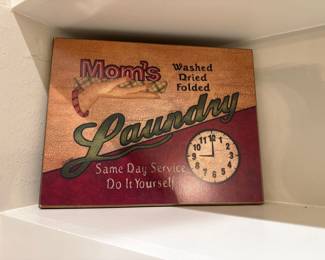 Mom's
Washed
Dried
Folded
Laundry
Same Day Service
Do It Yourself